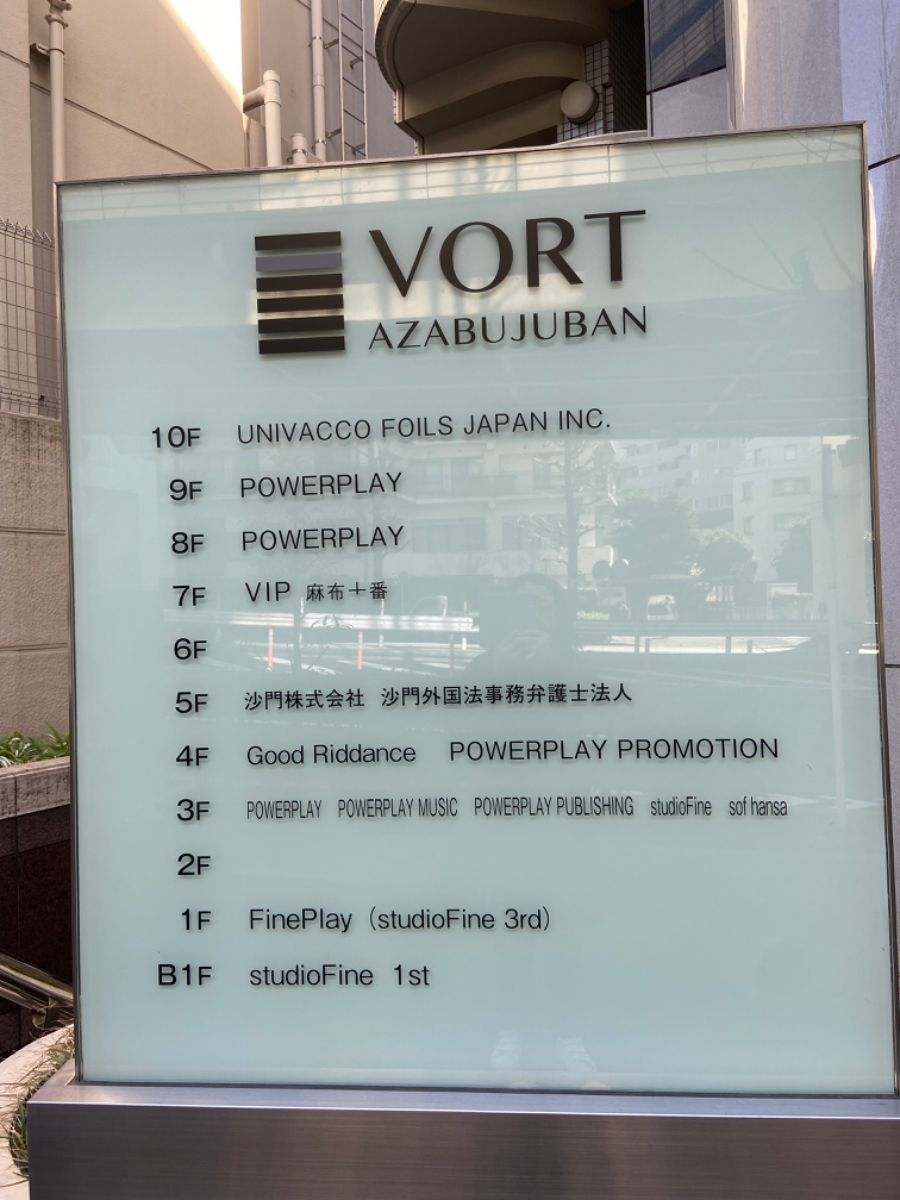 VORT
AZABUJUBAN
10F UNIVACCO FOILS JAPAN INC.
9F POWERPLAY
8F POWERPLAY
7F VIP 麻布十番
6F
5F 沙門株式会社 沙門外国法事務弁護士法人
4F Good Riddance POWERPLAY PROMOTION
3F POWERPLAY POWERPLAY MUSIC POWERPLAY PUBLISHING studioFine sof hansa
2F
1F FinePlay（studioFine 3rd）
B1F studioFine 1st